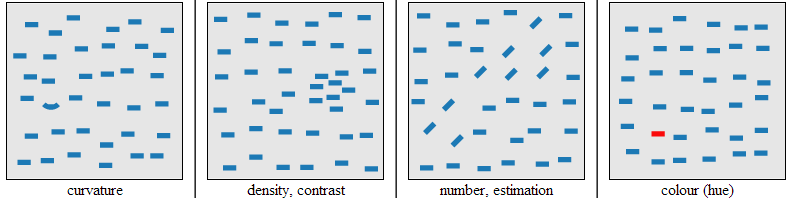 curvature
density, contrast
number, estimation
colour (hue)